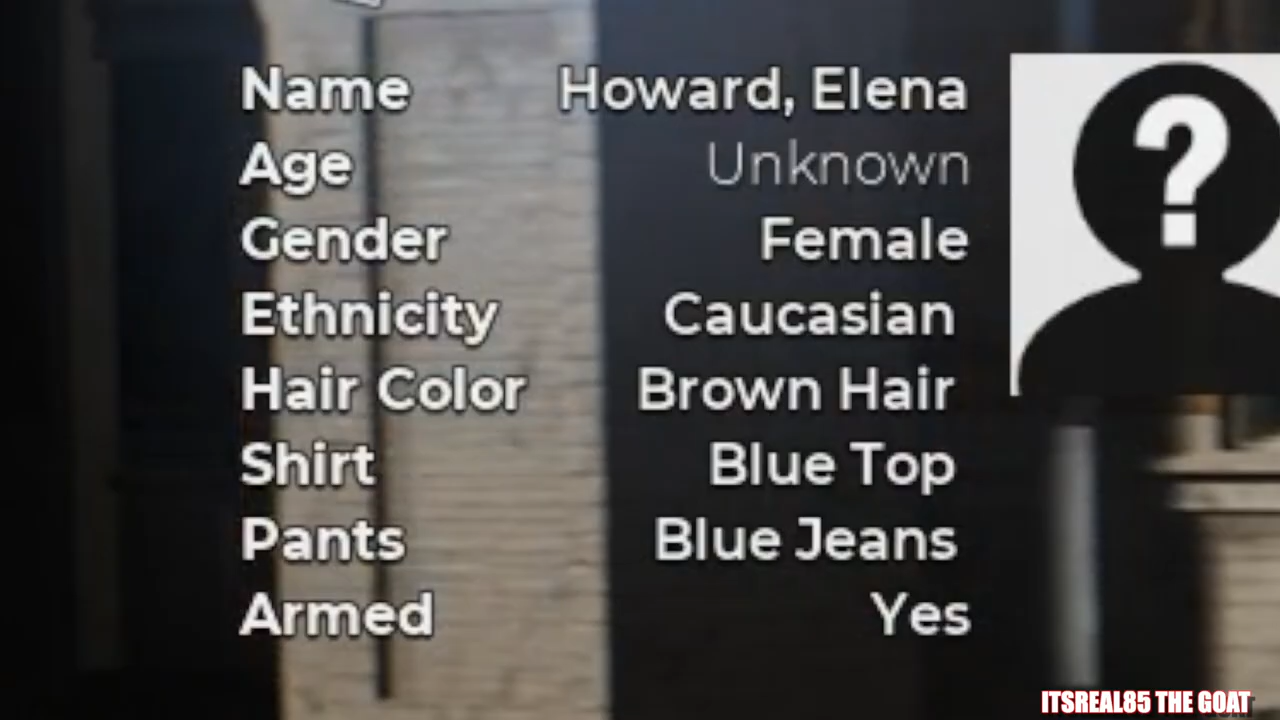 Name Howard, Elena
Age Unknown
Gender Female
Ethnicity Caucasian
Hair Color Brown Hair
Shirt Blue Top
Pants Blue Jeans
Armed Yes
?
ITSREAL85 THE GOAT